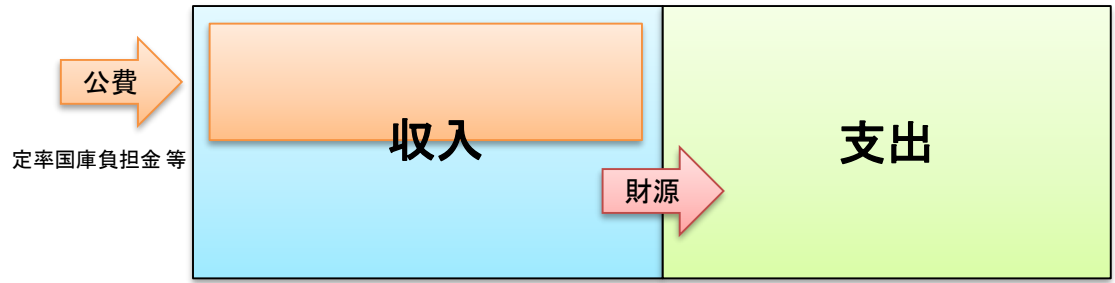 公費
定率国庫負担金 等
収入
財源
支出